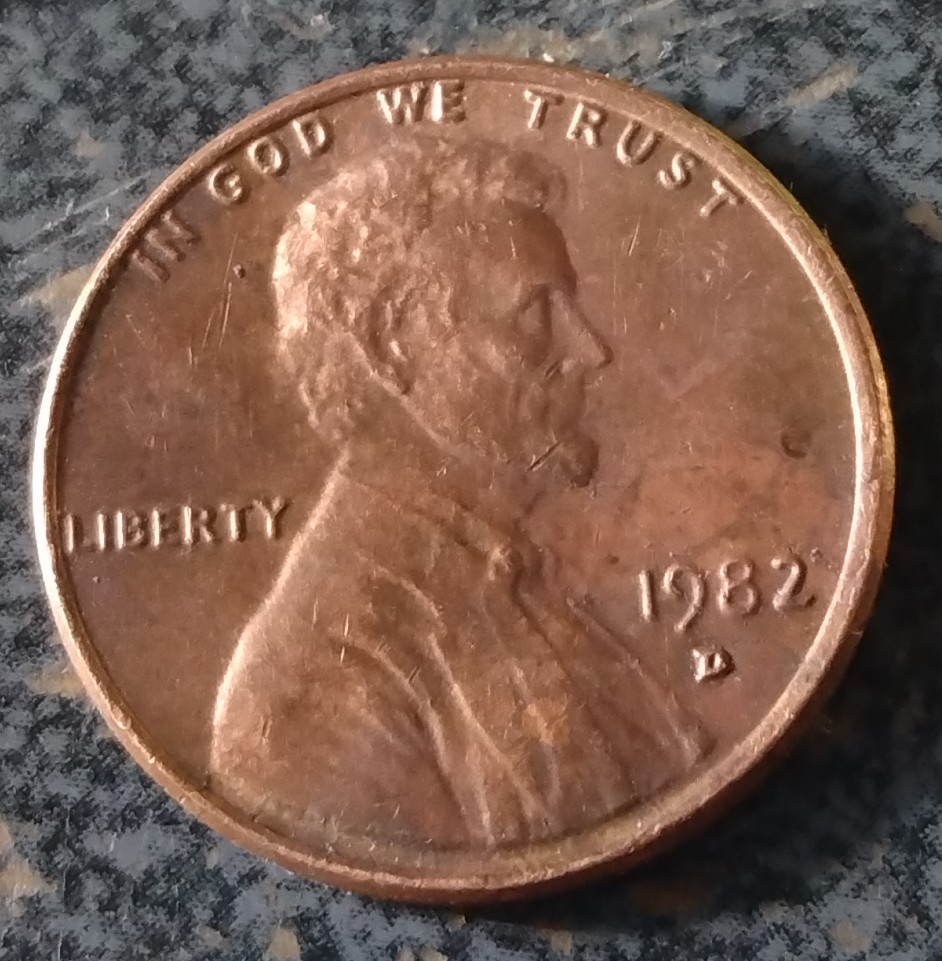 IN GOD WE TRUST
LIBERTY
1982
D